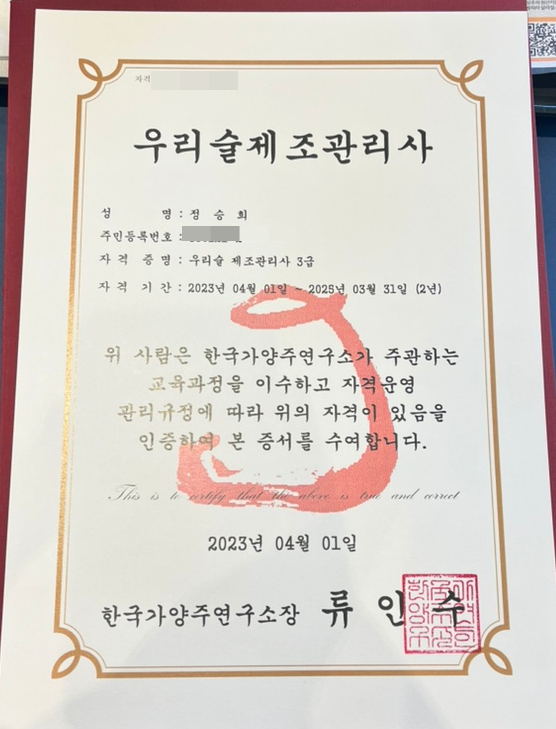 자격
우리술제조관리사
성 명 : 정 승 희
주민등록번호 :
자 격 증 명 : 우리술 제조관리사 3급
자 격 기 간 : 2023년 04월 01일 ~ 2025년 03월 31일 (2년)
위 사람은 한국가양주연구소가 주관하는
교육과정을 이수하고 자격운영
관리규정에 따라 위의 자격이 있음을
인증하여 본 증서를 수여합니다.
This is to certify that the above is true and correct
2023년 04월 01일
한국가양주연구소장 류 인 수